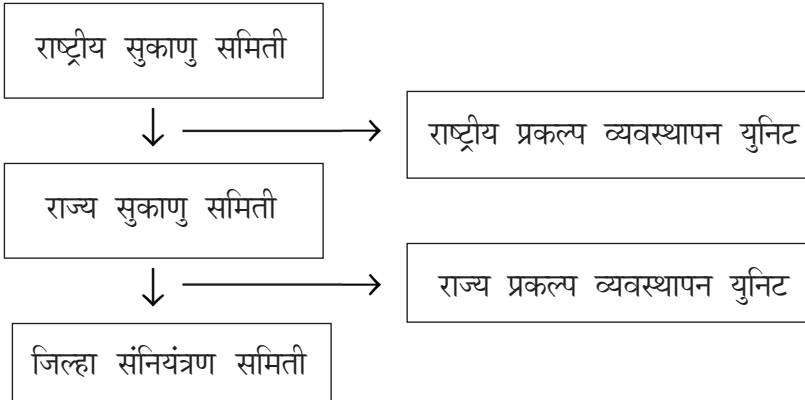 राष्ट्रीय सुकाणु समिती
राष्ट्रीय प्रकल्प व्यवस्थापन युनिट
राज्य सुकाणु समिती
राज्य प्रकल्प व्यवस्थापन युनिट
जिल्हा संनियंत्रण समिती